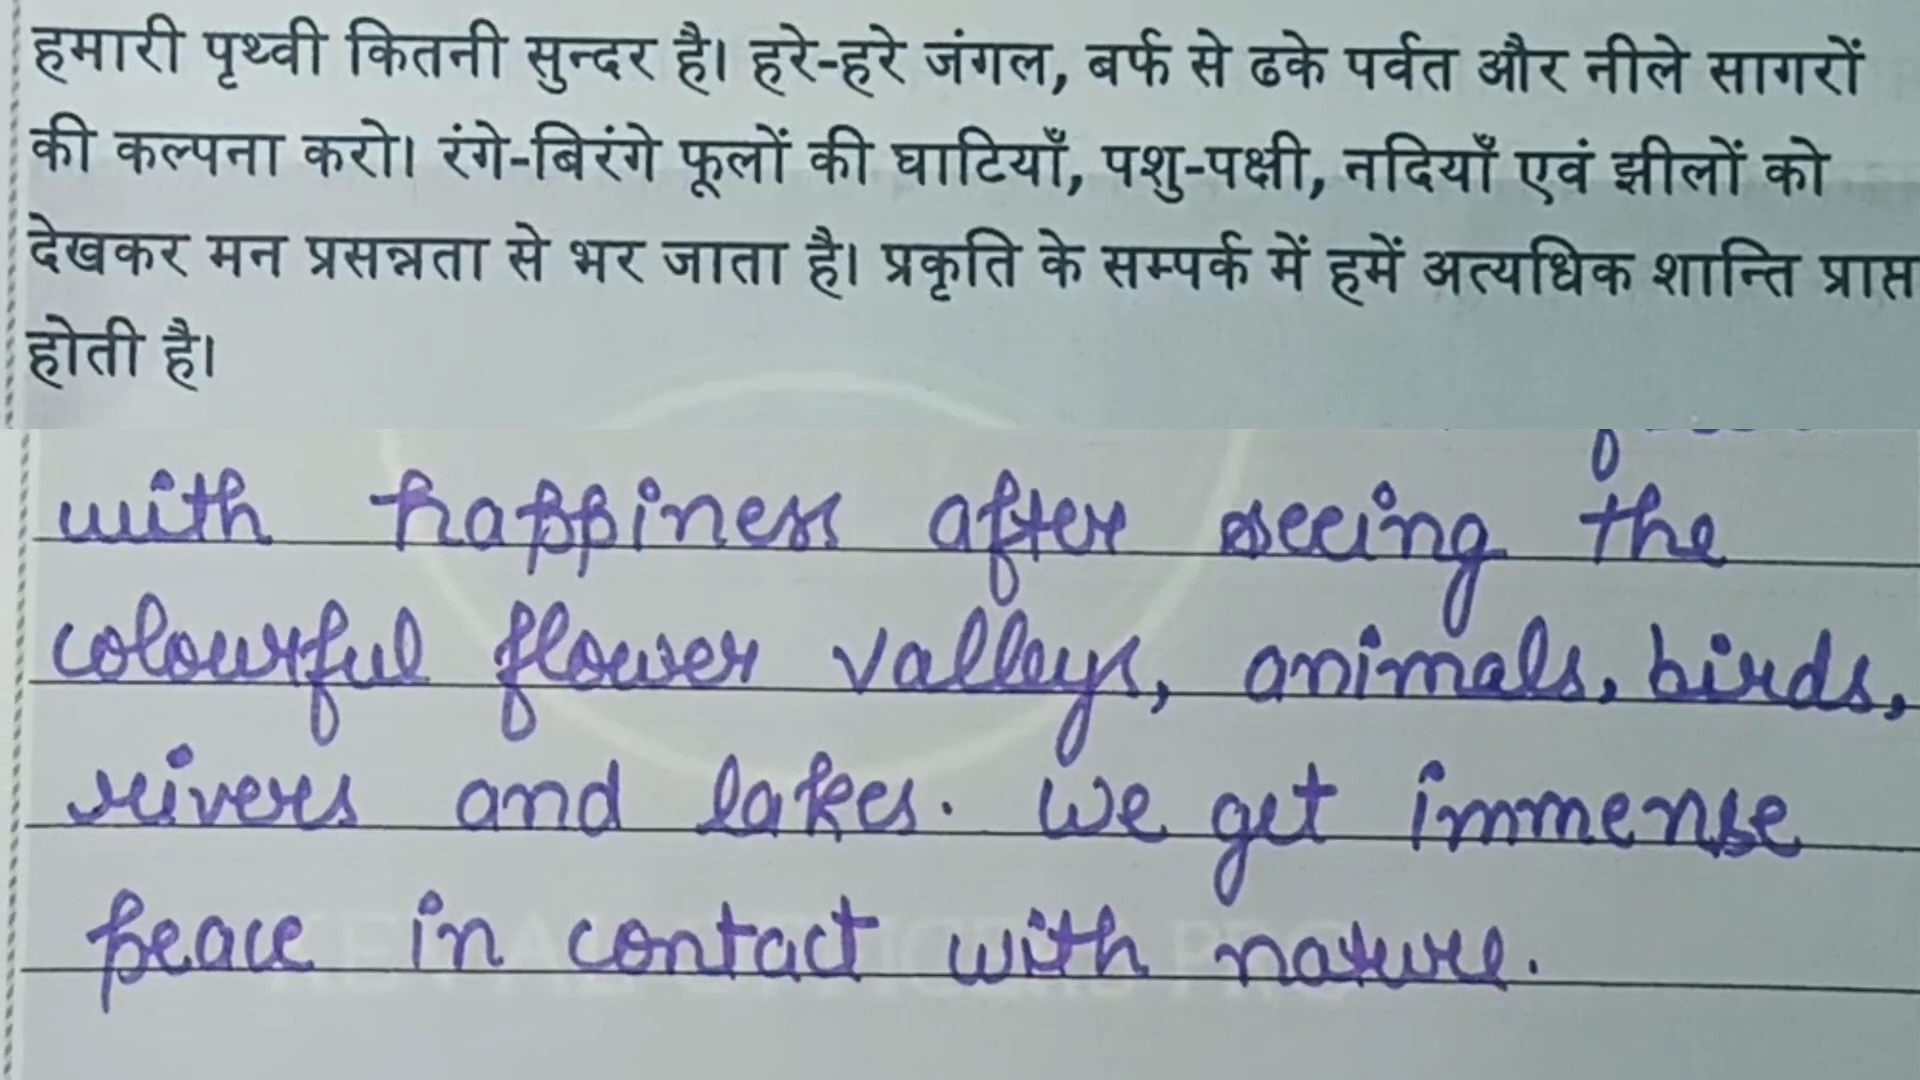 हमारी पृथ्वी कितनी सुन्दर है। हरे-हरे जंगल, बर्फ से ढके पर्वत और नीले सागरों
की कल्पना करो। रंगे-बिरंगे फूलों की घाटियाँ, पशु-पक्षी, नदियाँ एवं झीलों को
देखकर मन प्रसन्नता से भर जाता है। प्रकृति के सम्पर्क में हमें अत्यधिक शान्ति प्राप्त
होती है।
with happiness after seeing the
colourful flower valleys, animals, birds,
rivers and lakes. We get immense
peace in contact with nature.